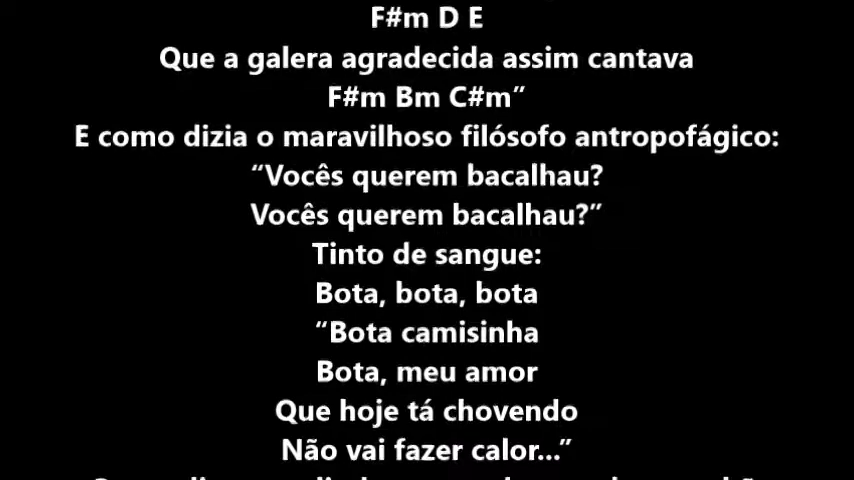 F#m D E
Que a galera agradecida assim cantava
F#m Bm C#m”
E como dizia o maravilhoso filósofo antropofágico:
“Vocês querem bacalhau?
Vocês querem bacalhau?”
Tinto de sangue:
Bota, bota, bota
“Bota camisinha
Bota, meu amor
Que hoje tá chovendo
Não vai fazer calor...”